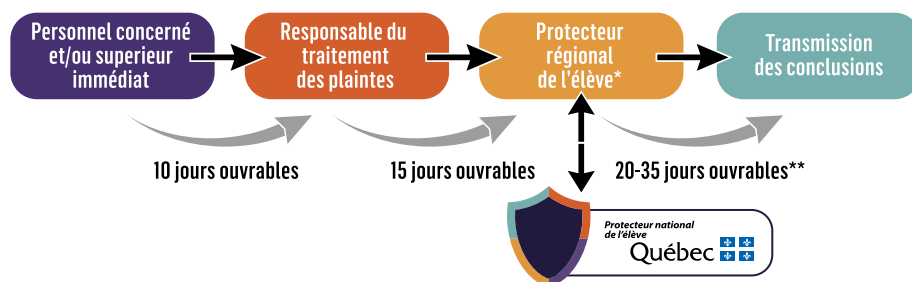 Personnel concerné
et/ou superieur
immédiat
Responsable du
traitement
des plaintes
Protecteur
régional
de l'élève*
Transmission
des conclusions
10 jours ouvrables
15 jours ouvrables
20-35 jours ouvrables**
Protecteur national
de l'élève
Québec